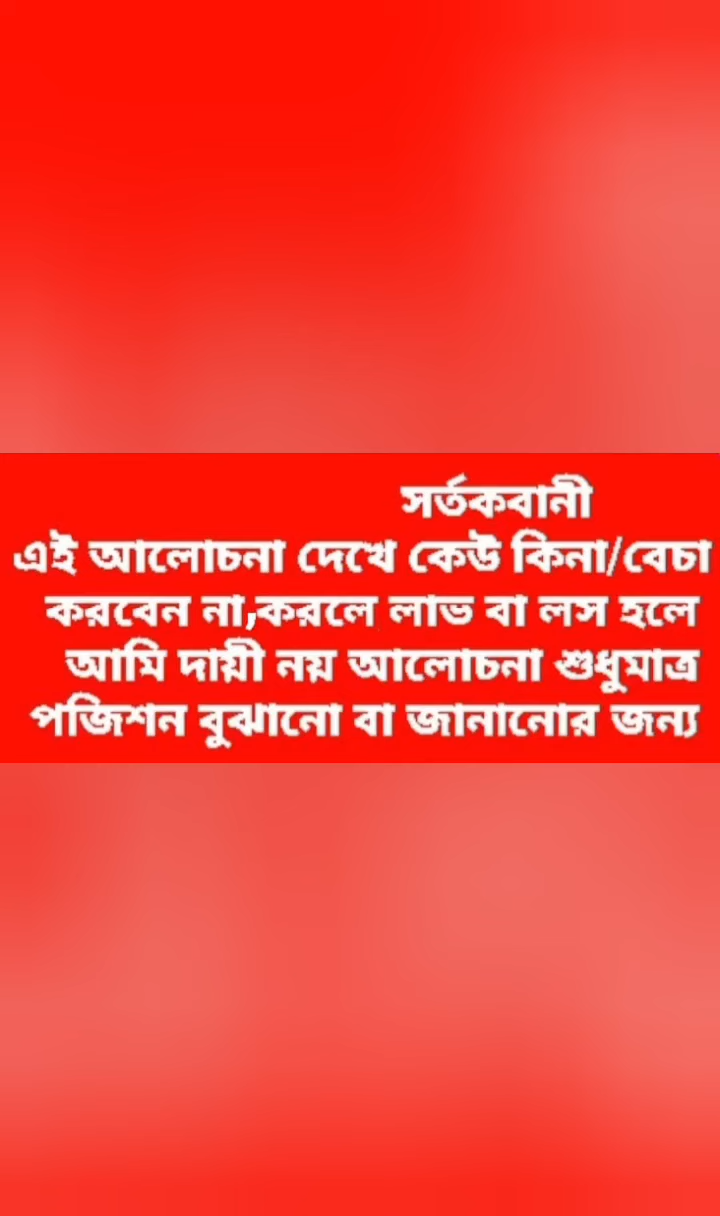 সর্তকবানী
এই আলোচনা দেখে কেউ কিনা/বেচা
করবেন না,করলে লাভ বা লস হলে
আমি দায়ী নয় আলোচনা শুধুমাত্র
পজিশন বুঝানো বা জানানোর জন্য